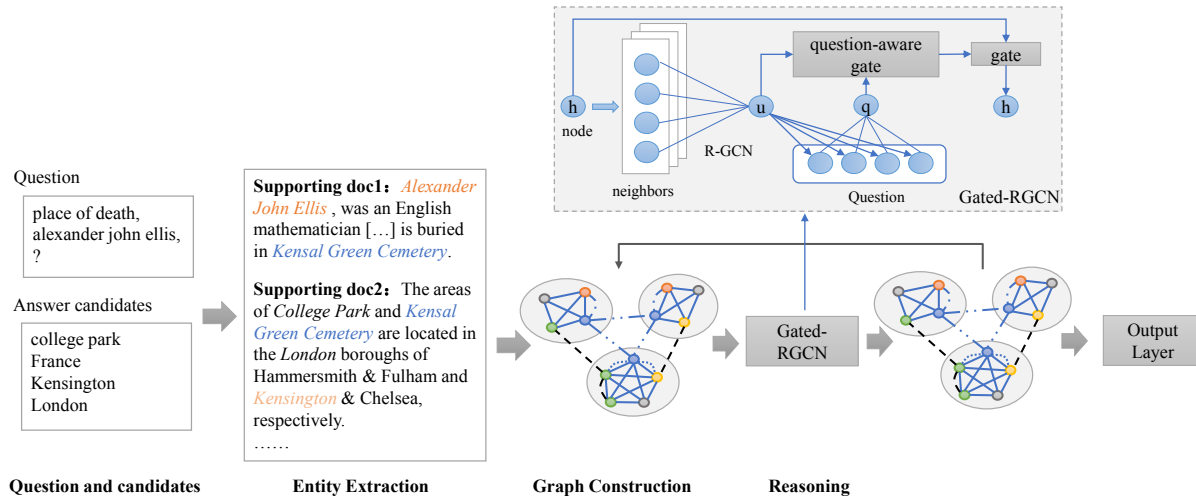 question-aware
gate
gate
h
node
u
q
h
R-GCN
neighbors
Question
Gated-RGCN
Question
place of death,
alexander john ellis,
?
Answer candidates
college park
France
Kensington
London
Supporting doc1：Alexander
John Ellis , was an English
mathematician […] is buried
in Kensal Green Cemetery.
Supporting doc2：The areas
of College Park and Kensal
Green Cemetery are located in
the London boroughs of
Hammersmith & Fulham and
Kensington & Chelsea,
respectively.
……
Gated-
RGCN
Output
Layer
Question and candidates
Entity Extraction
Graph Construction
Reasoning